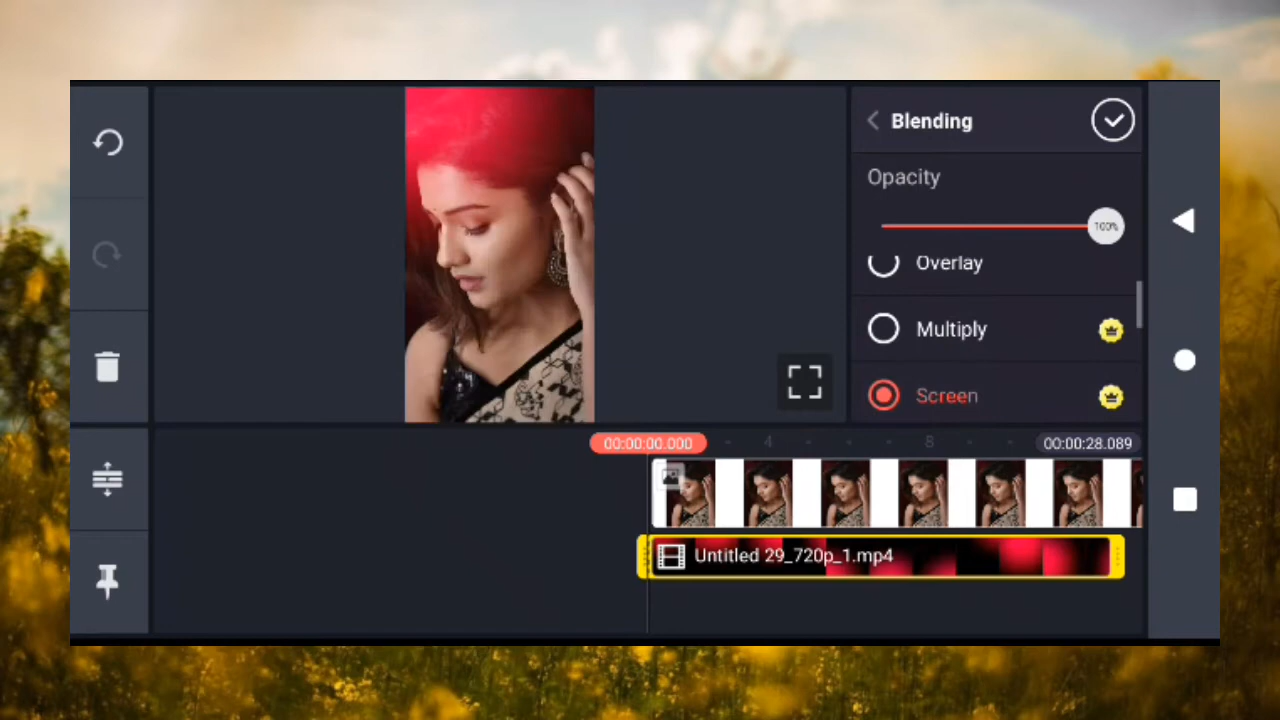 Blending
Opacity
100%
Overlay
Multiply
Screen
00:00:00.000
4
8
00:00:28.089
Untitled 29_720p_1.mp4